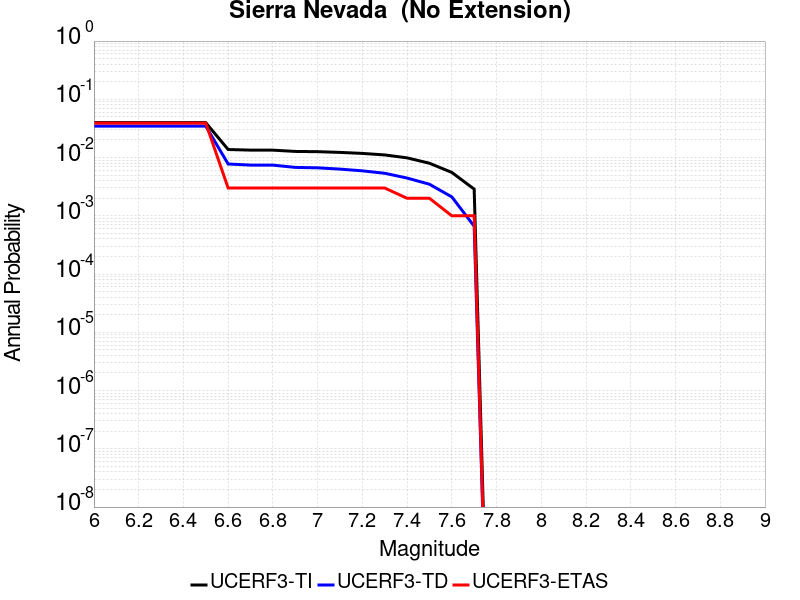 Sierra Nevada  (No Extension)
10^0
10^-1
10^-2
10^-3
10^-4
10^-5
10^-6
10^-7
10^-8
Annual Probability
6 6.2 6.4 6.6 6.8 7 7.2 7.4 7.6 7.8 8 8.2 8.4 8.6 8.8 9
Magnitude
UCERF3-TI UCERF3-TD UCERF3-ETAS